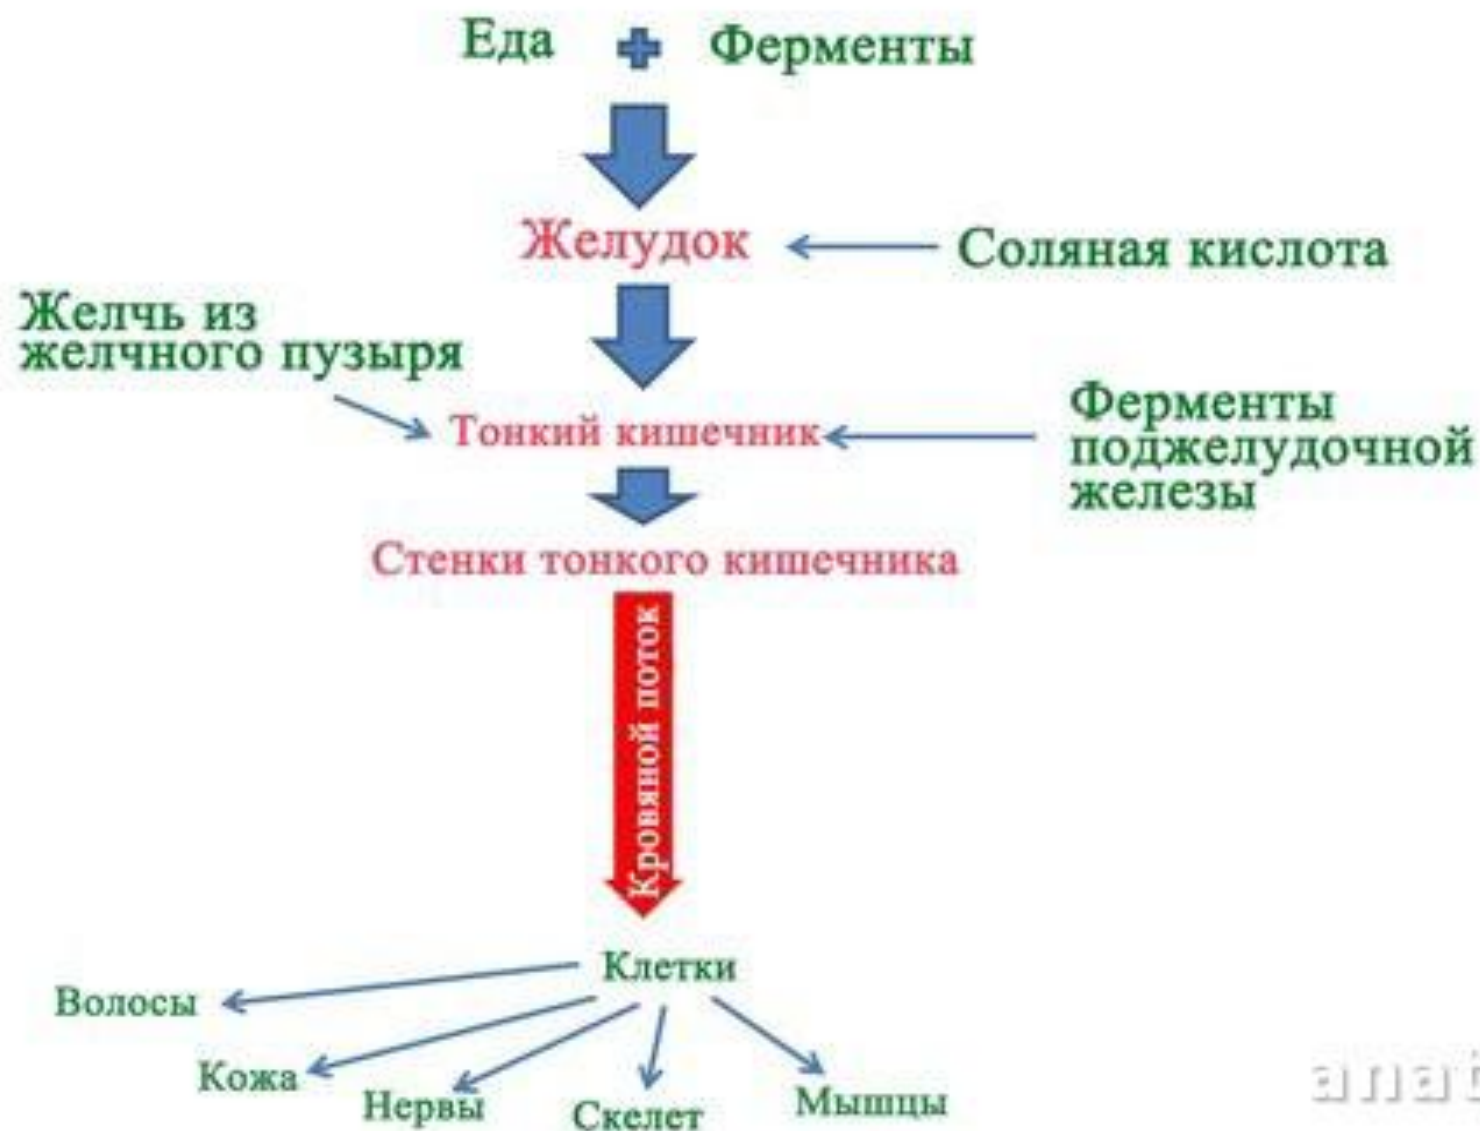 Еда + Ферменты
Желудок
Соляная кислота
Желчь из
желчного пузыря
Тонкий кишечник
Ферменты
поджелудочной
железы
Стенки тонкого кишечника
Кровяной поток
Клетки
Волосы
Кожа
Нервы
Скелет
Мышцы